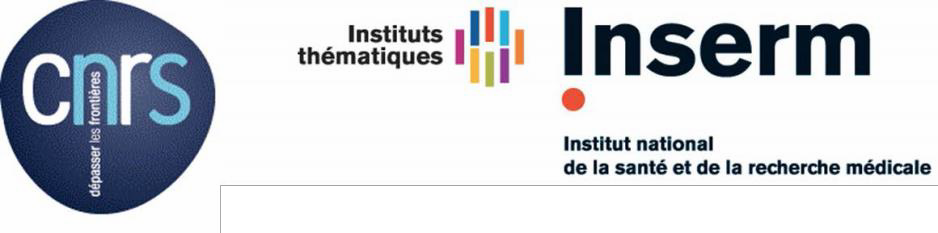 cnrs
dépasser les frontières
Instituts
thématiques
Inserm
Institut national
de la santé et de la recherche médicale